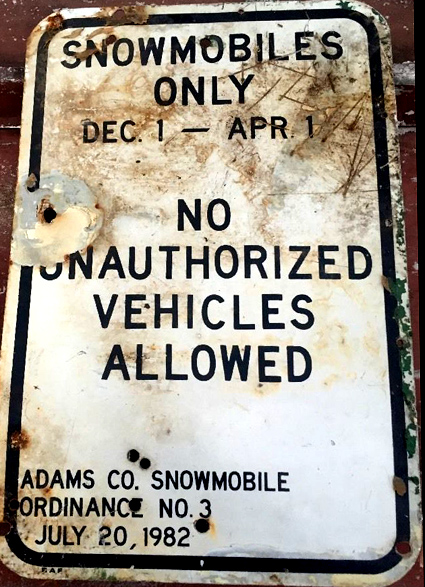 SNOWMOBILES
ONLY
DEC. 1 — APR. 1
NO
UNAUTHORIZED
VEHICLES
ALLOWED
ADAMS CO. SNOWMOBILE
ORDINANCE NO. 3
JULY 20, 1982